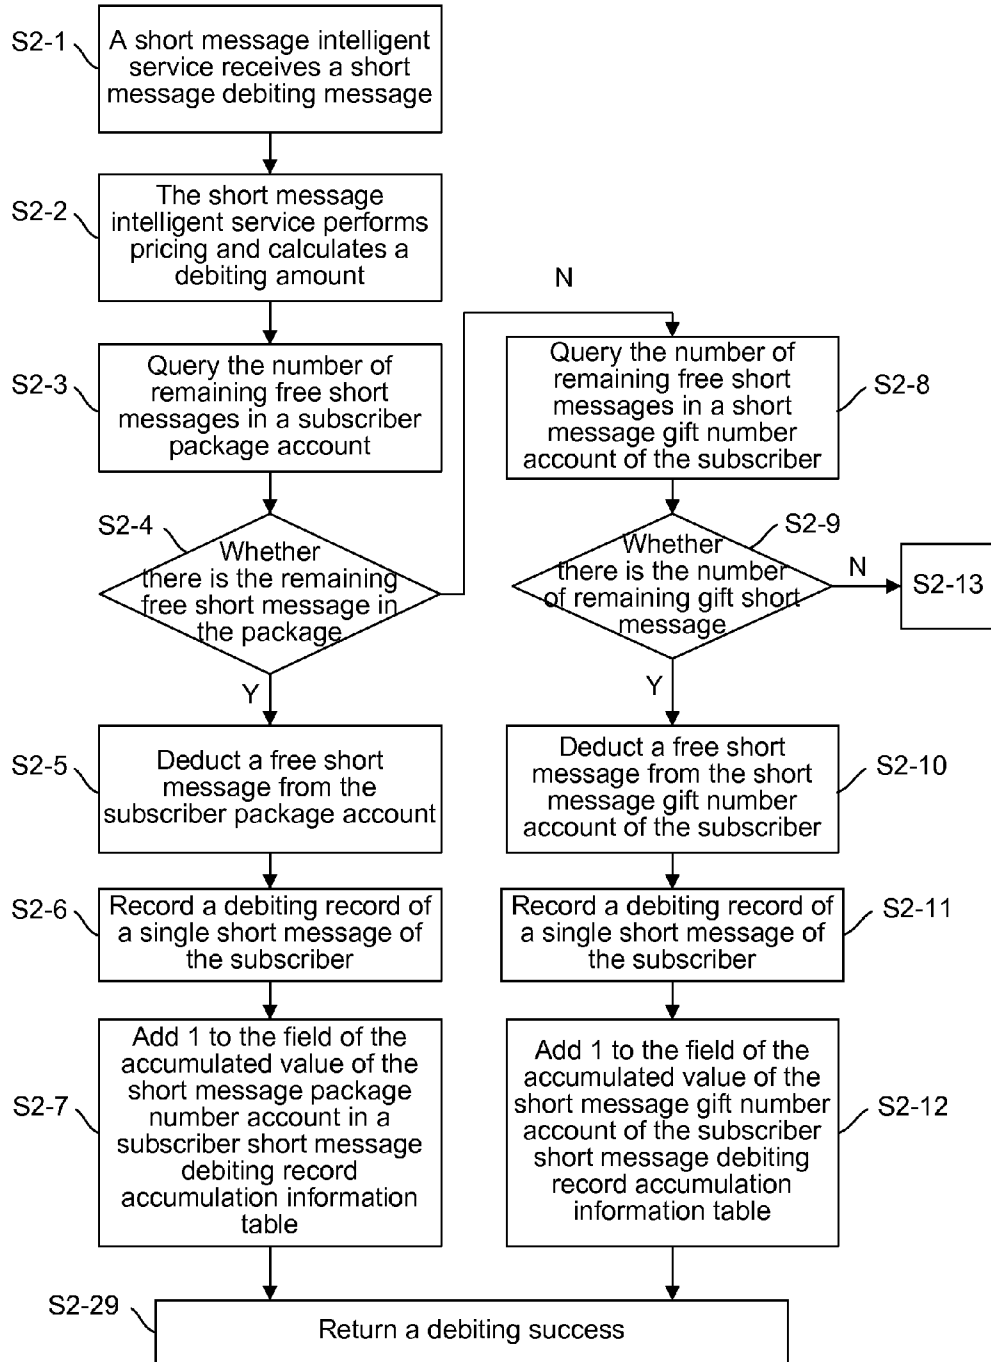 S2-1
A short message intelligent
service receives a short
message debiting message
S2-2
The short message
intelligent service performs
pricing and calculates a
debiting amount
S2-3
Query the number of
remaining free short
messages in a subscriber
package account
S2-4
Whether
there is the remaining
free short message in
the package
N
Y
S2-5
Deduct a free short
message from the
subscriber package account
S2-6
Record a debiting record of
a single short message of
the subscriber
S2-7
Add 1 to the field of the
accumulated value of the
short message package
number account in a
subscriber short message
debiting record
accumulation information
table
Query the number of
remaining free short
messages in a short
message gift number
account of the subscriber
S2-8
S2-9
Whether
there is the number
of remaining gift short
message
N
S2-13
Y
Deduct a free short
message from the short
message gift number
account of the subscriber
S2-10
Record a debiting record of
a single short message of
the subscriber
S2-11
Add 1 to the field of the
accumulated value of the
short message gift number
account of the subscriber
short message debiting
record accumulation
information table
S2-12
S2-29
Return a debiting success